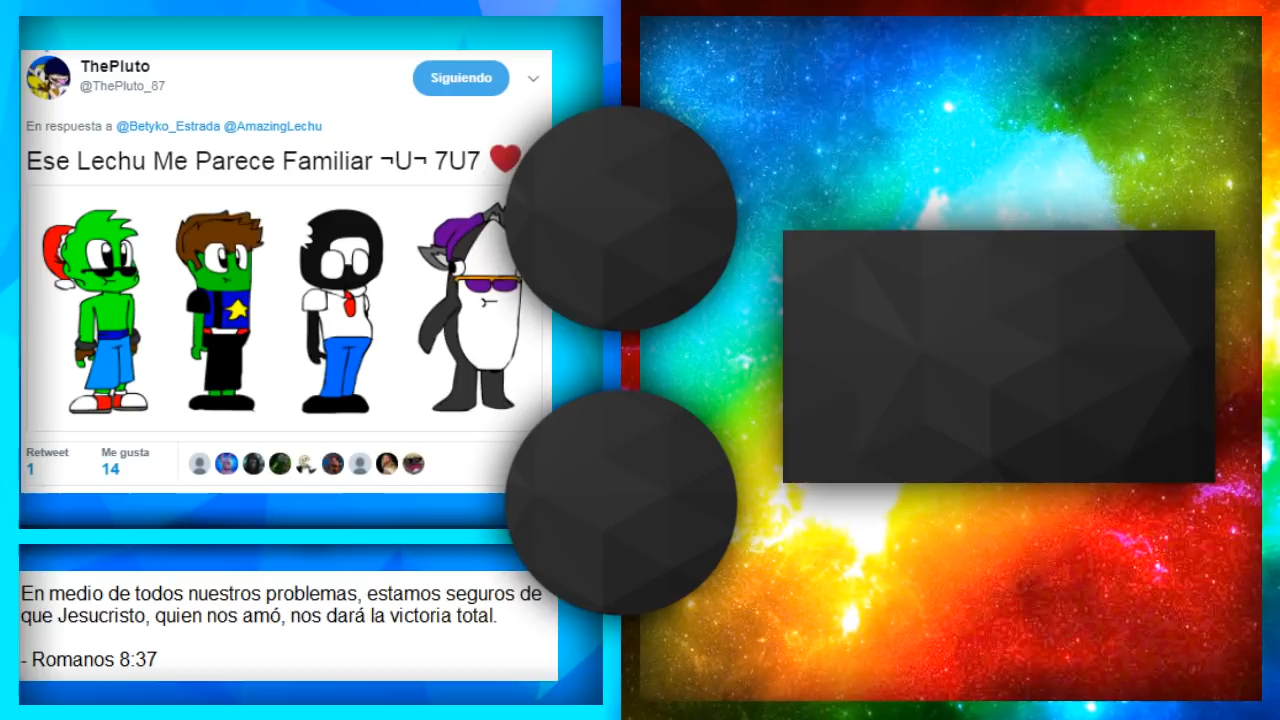 ThePluto
@ThePluto_87
Siguiendo
En respuesta a @Betyko_Estrada @AmazingLechu
Ese Lechu Me Parece Familiar ¬U¬ 7U7 ❤
Retweet
1
Me gusta
14
En medio de todos nuestros problemas, estamos seguros de
que Jesucristo, quien nos amó, nos dará la victoria total.
- Romanos 8:37